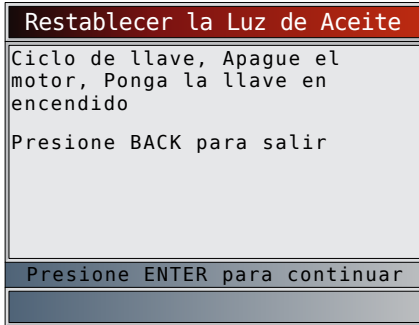 Restablecer la Luz de Aceite
Ciclo de llave, Apague el
motor, Ponga la llave en
encendido
Presione BACK para salir
Presione ENTER para continuar